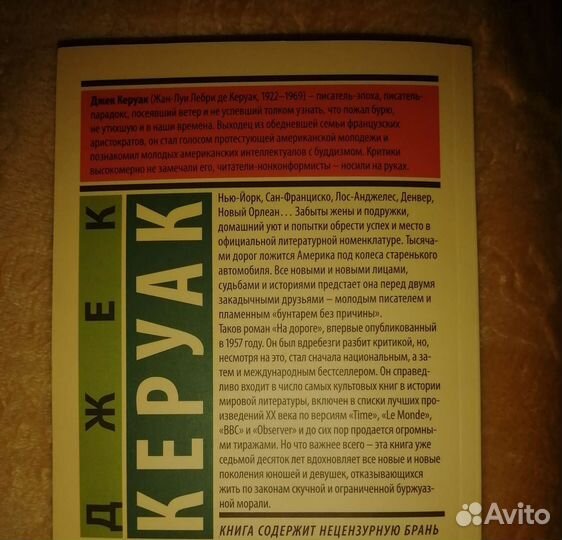 Джек Керуак (Жан-Луи Лебри де Керуак, 1922–1969) – писатель-эпоха, писатель-
парадокс, посеявший ветер и не успевший толком узнать, что пожал бурю,
не утихшую и в наши времена. Выходец из обедневшей семьи французских
аристократов, он стал голосом протестующей американской молодежи и
познакомил молодых американских интеллектуалов с буддизмом. Критики
высокомерно не замечали его, читатели-нонконформисты – носили на руках.
ДЖЕК
КЕРУАК
Нью-Йорк, Сан-Франциско, Лос-Анджелес, Денвер,
Новый Орлеан… Забыты жены и подружки,
домашний уют и попытки обрести успех и место в
официальной литературной номенклатуре. Тысяча-
ми дорог ложится Америка под колеса старенького
автомобиля. Все новыми и новыми лицами,
судьбами и историями предстает она перед двумя
закадычными друзьями – молодым писателем и
пламенным «бунтарем без причины».
Таков роман «На дороге», впервые опубликованный
в 1957 году. Он был вдребезги разбит критикой, но,
несмотря на это, стал сначала национальным, а за-
тем и международным бестселлером. Он справед-
ливо входит в число самых культовых книг в истории
мировой литературы, включен в списки лучших про-
изведений XX века по версиям «Time», «Le Monde»,
«BBC» и «Observer» и до сих пор продается огромны-
ми тиражами. Но что важнее всего – эта книга уже
седьмой десяток лет вдохновляет все новые и новые
поколения юношей и девушек, отказывающихся
жить по законам скучной и ограниченной буржуаз-
ной морали.
КНИГА СОДЕРЖИТ НЕЦЕНЗУРНУЮ БРАНЬ
Avito